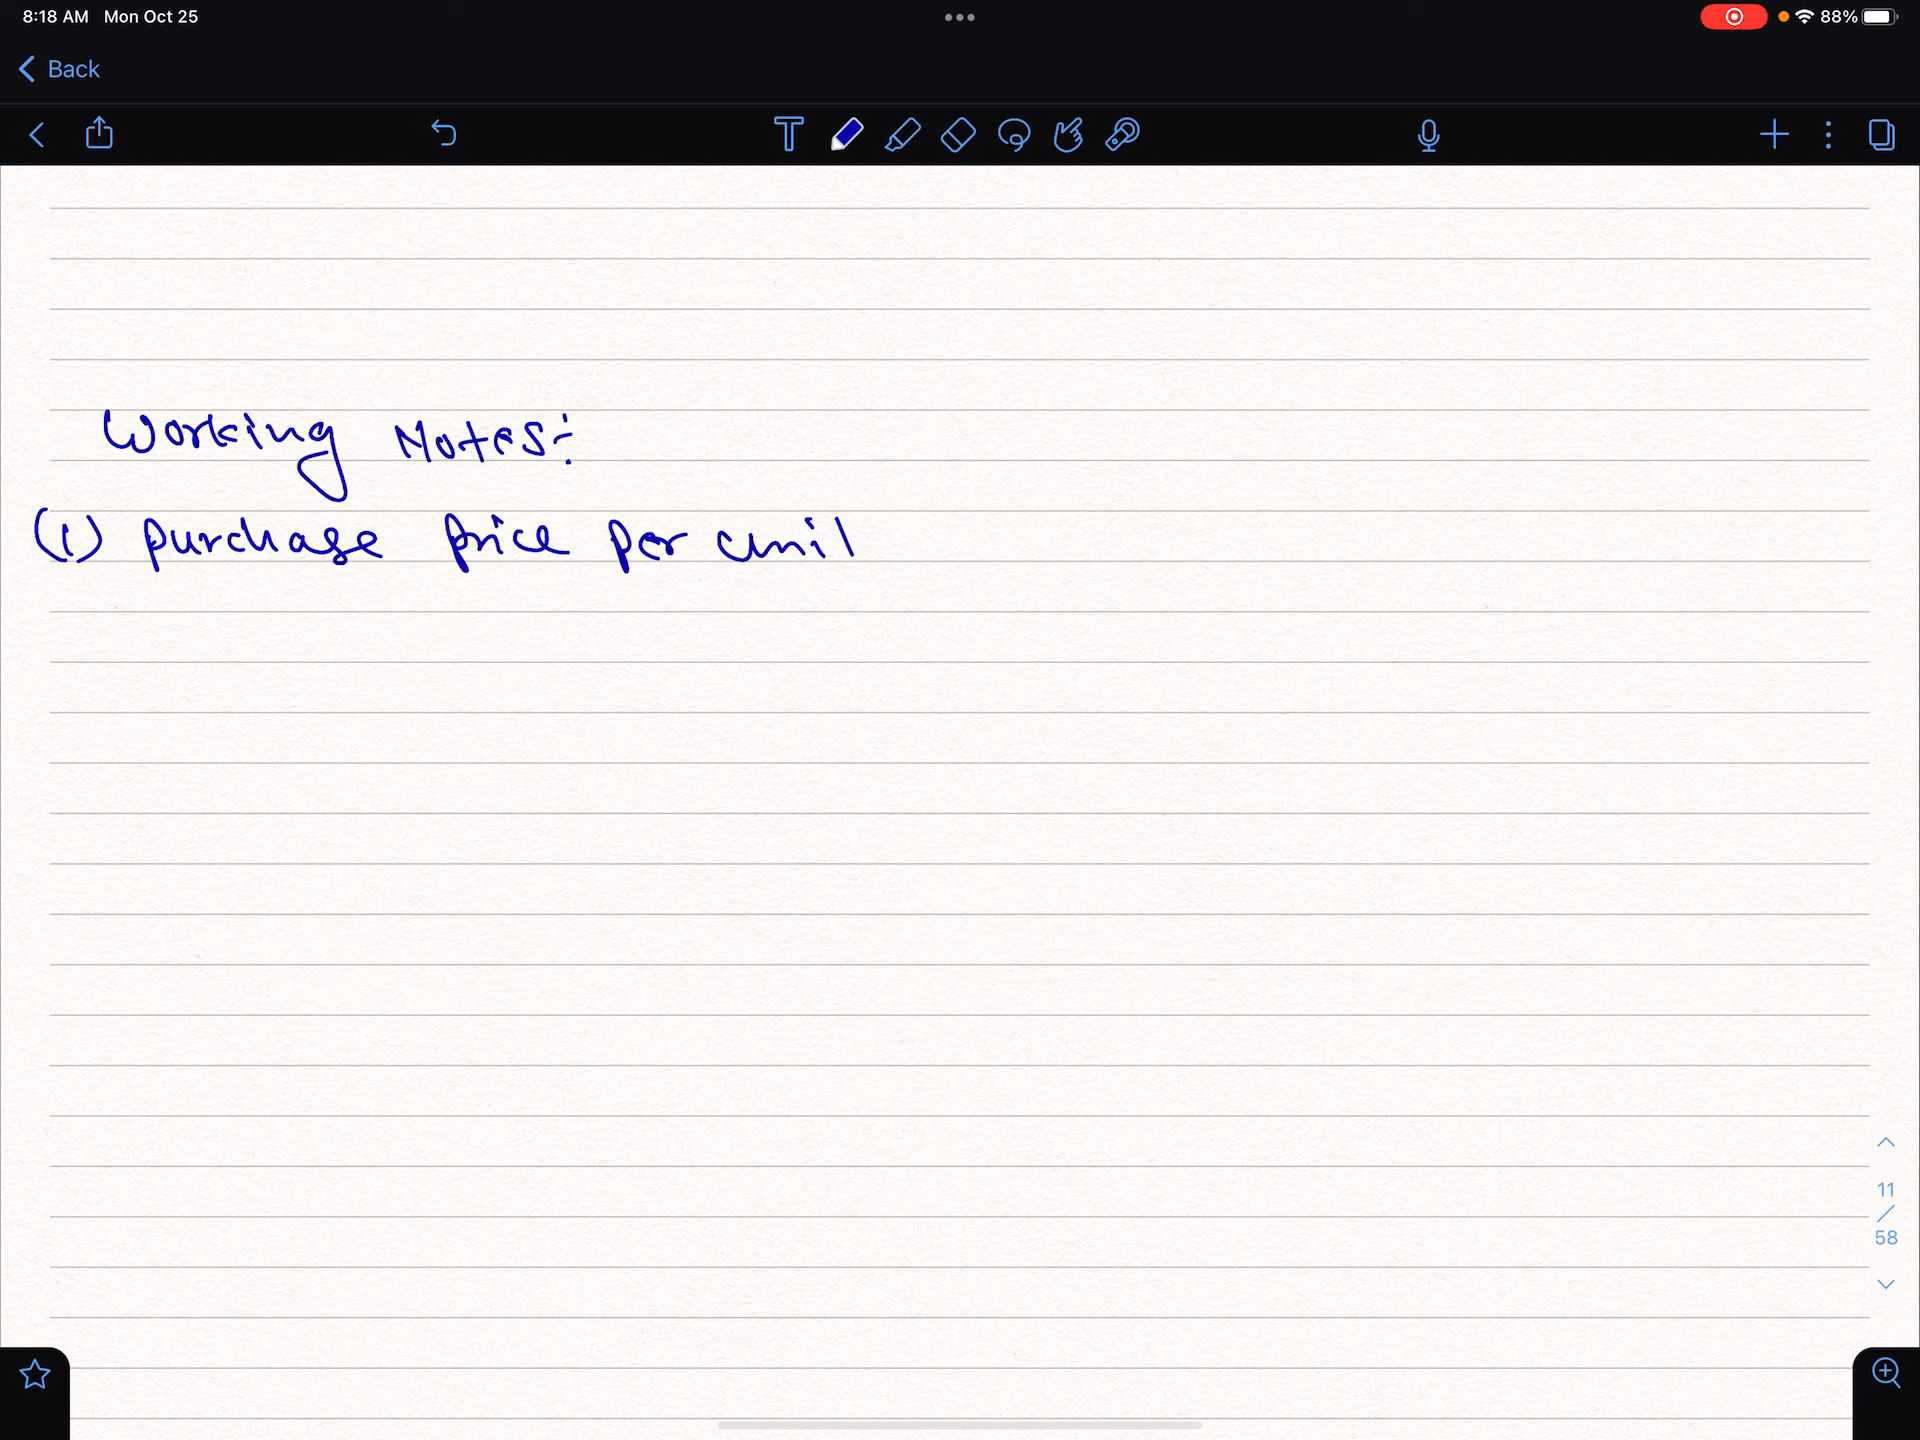 8:18 AM Mon Oct 25
88%
Back
T
Working Notes:-
(1) purchase price per unit
11
/
58